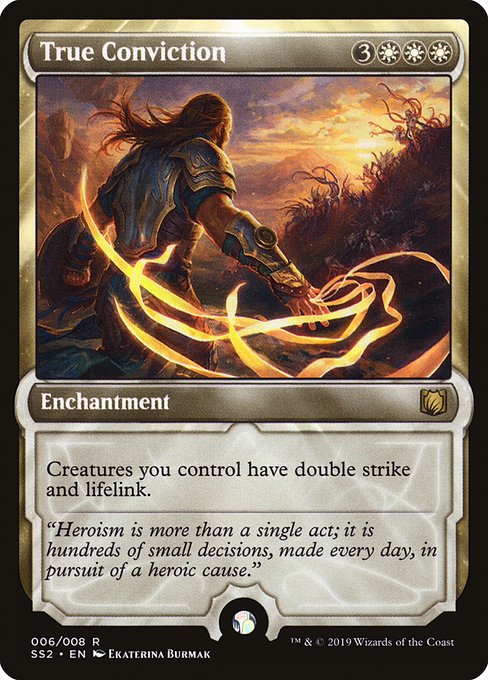 True Conviction 3
Enchantment
Creatures you control have double strike
and lifelink.
“Heroism is more than a single act; it is
hundreds of small decisions, made every day, in
pursuit of a heroic cause.”
006/008 R
SS2 • EN Ekaterina Burmak
™ & © 2019 Wizards of the Coast